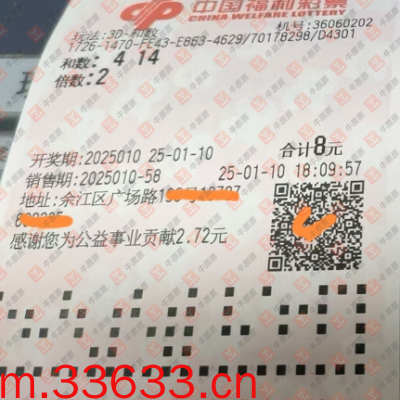 中国福利彩票
CHINA WELFARE LOTTERY
玩法:3D-和数
机号:36060202
1726-1470-FE43-E863-4629/70178298/D4301
和数: 4 14
倍数:2
开奖期:2025010 25-01-10
合计8元
销售期:2025010-58
25-01-10 18:09:57
地址:余江区广场路
感谢您为公益事业贡献2.72元
m.33633.cn